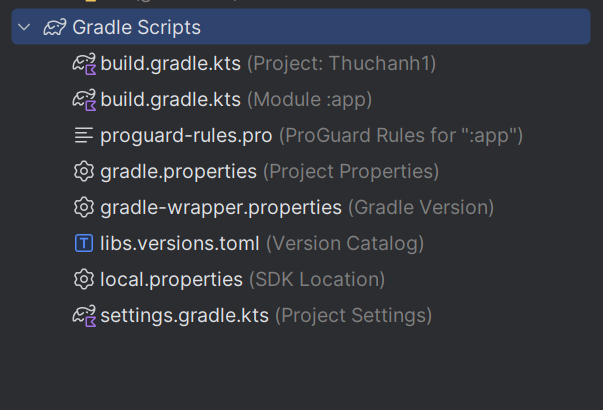 Gradle Scripts
build.gradle.kts (Project: Thuchanh1)
build.gradle.kts (Module :app)
proguard-rules.pro (ProGuard Rules for ":app")
gradle.properties (Project Properties)
gradle-wrapper.properties (Gradle Version)
T libs.versions.toml (Version Catalog)
local.properties (SDK Location)
settings.gradle.kts (Project Settings)